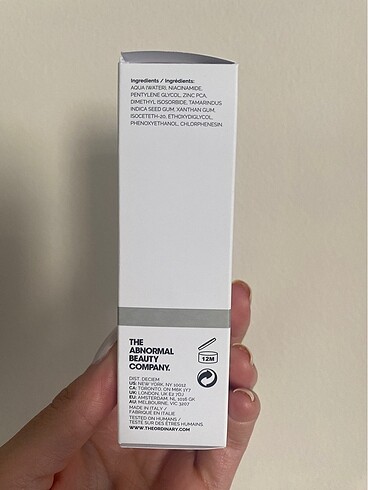 Ingredients / Ingrédients:
AQUA (WATER), NIACINAMIDE,
PENTYLENE GLYCOL, ZINC PCA,
DIMETHYL ISOSORBIDE, TAMARINDUS
INDICA SEED GUM, XANTHAN GUM,
ISOCETETH-20, ETHOXYDIGLYCOL,
PHENOXYETHANOL, CHLORPHENESIN.
THE
ABNORMAL
BEAUTY
COMPANY.
12M
DIST. DECIEM
US: NEW YORK, NY 10012
CA: TORONTO, ON M6K 1Y7
UK: LONDON, UK E2 7DJ
EU: AMSTERDAM, NL 1016 GK
AU: MELBOURNE, VIC 3207
MADE IN ITALY /
FABRIQUÉ EN ITALIE
TESTED ON HUMANS /
TESTÉ SUR DES ÊTRES HUMAINS.
WWW.THEORDINARY.COM